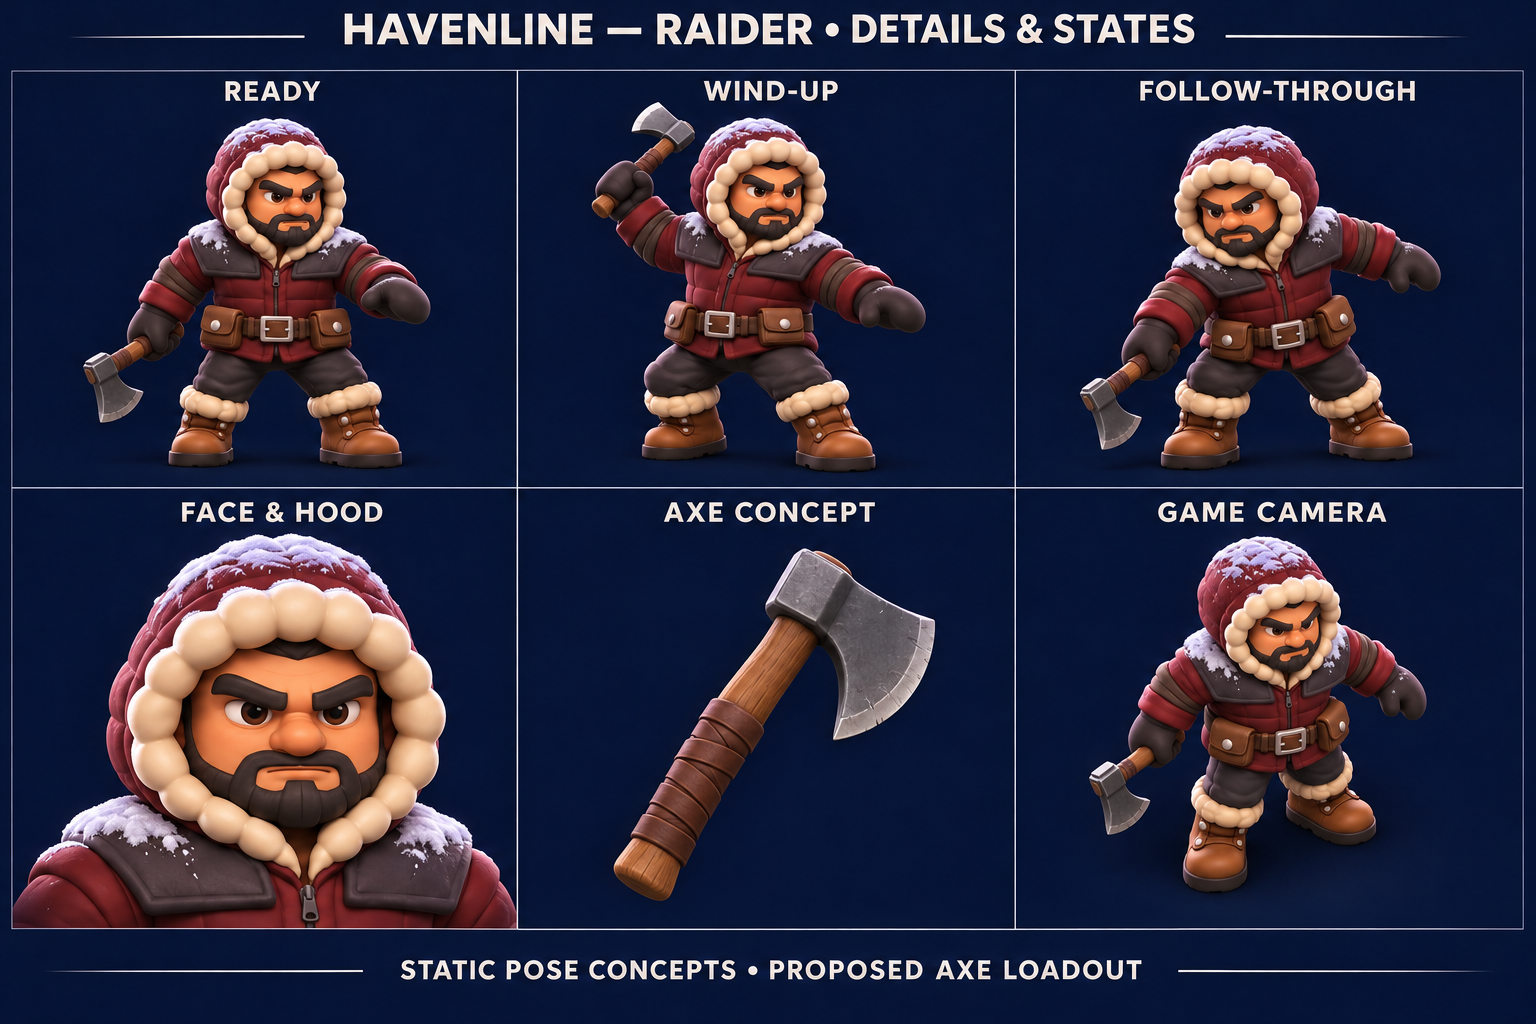 HAVENLINE — RAIDER • DETAILS & STATES
READY
WIND-UP
FOLLOW-THROUGH
FACE & HOOD
AXE CONCEPT
GAME CAMERA
STATIC POSE CONCEPTS • PROPOSED AXE LOADOUT